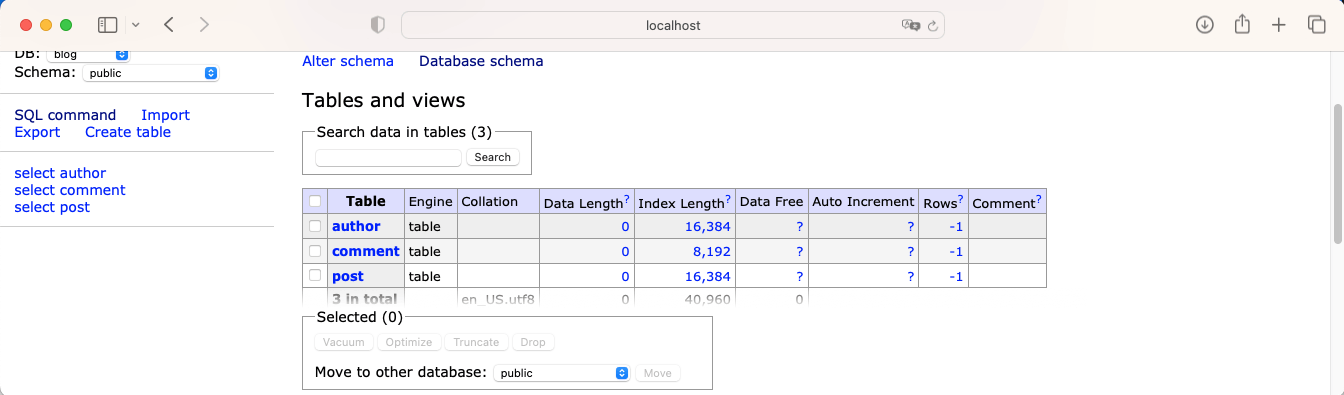 localhost
DB: blog
Schema: public
SQL command Import
Export Create table
select author
select comment
select post
Alter schema Database schema
Tables and views
Search data in tables (3)
Search
Table Engine Collation Data Length? Index Length? Data Free Auto Increment Rows? Comment?
author table 0 16,384 ? ? -1
comment table 0 8,192 ? ? -1
post table 0 16,384 ? ? -1
3 in total en_US.utf8 0 40,960 0
Selected (0)
Vacuum Optimize Truncate Drop
Move to other database: public Move